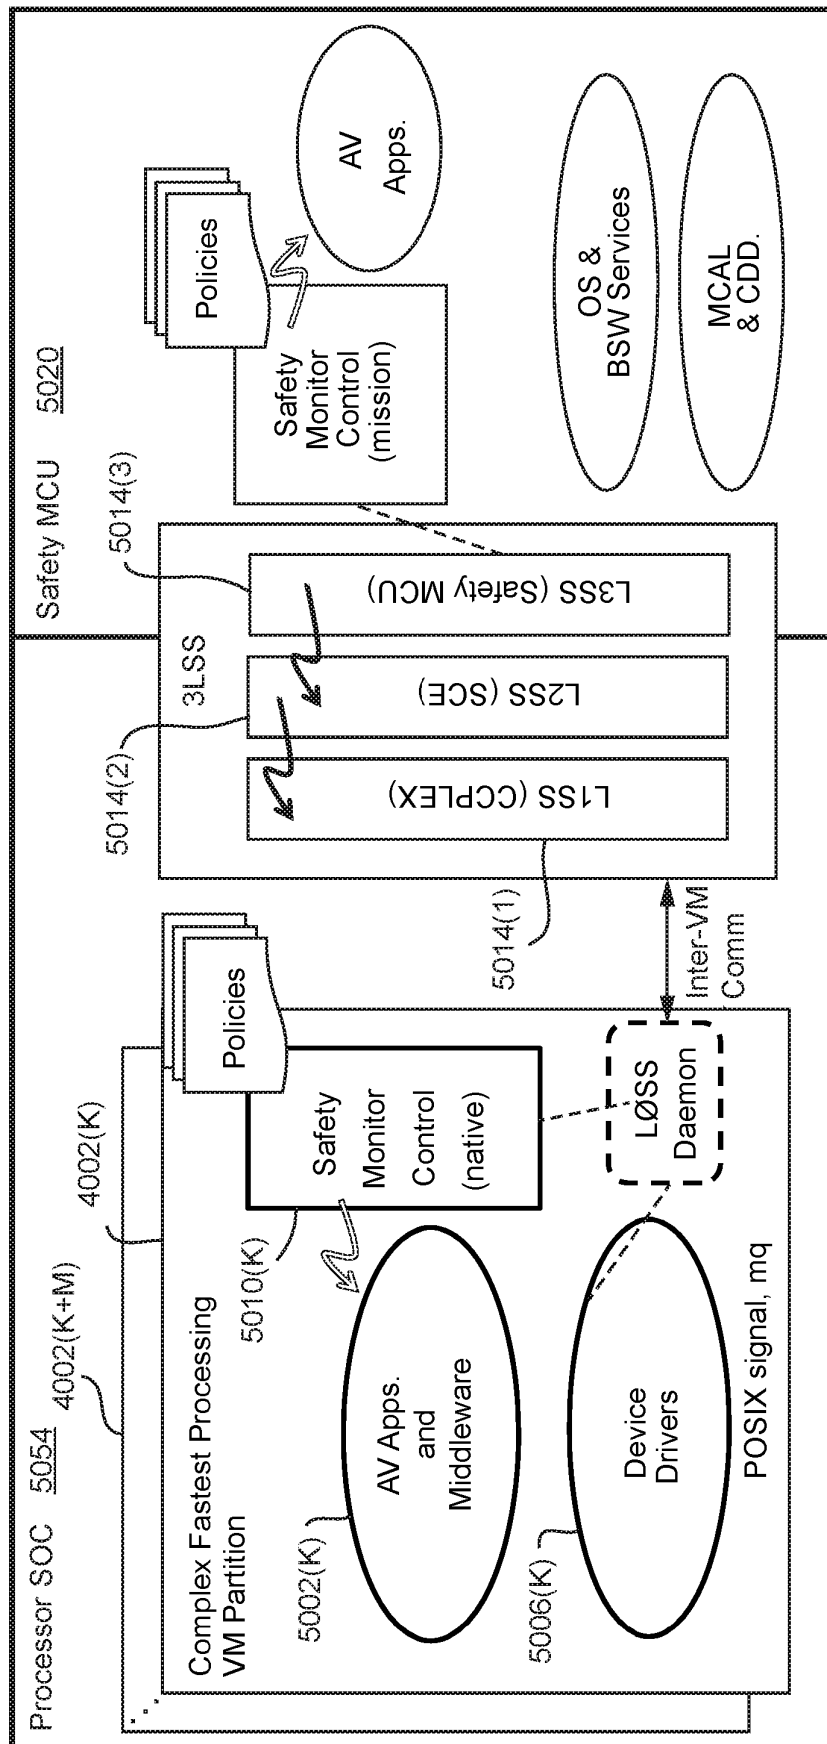 Processor SOC 5054
4002(K+M)
4002(K)
Complex Fastest Processing
VM Partition
Policies
5010(K)
Safety
Monitor
Control
(native)
5002(K)
AV Apps.
and
Middleware
5006(K)
Device
Drivers
LØSS
Daemon
POSIX signal, mq
Inter-VM
Comm
5014(1)
5014(2)
5014(3)
3LSS
L1SS (CCPLEX)
L2SS (SCE)
L3SS (Safety MCU)
Safety MCU 5020
Policies
Safety
Monitor
Control
(mission)
AV
Apps.
OS &
BSW Services
MCAL
& CDD.